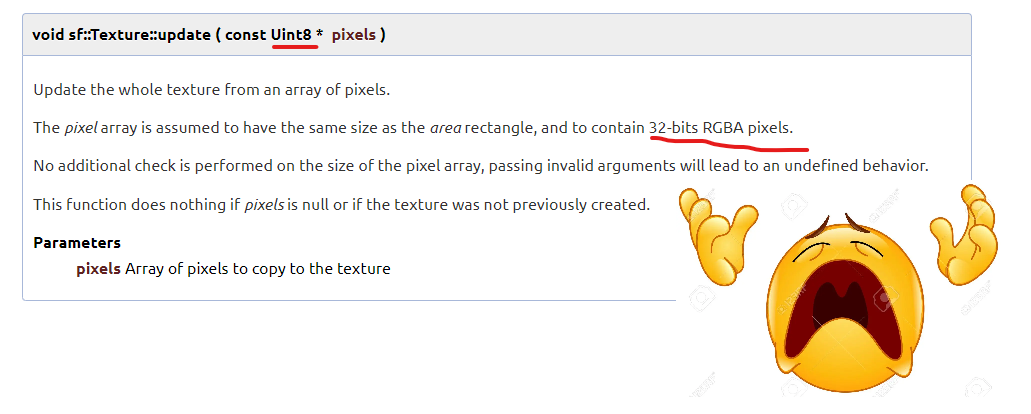 void sf::Texture::update ( const Uint8 * pixels )
Update the whole texture from an array of pixels.
The pixel array is assumed to have the same size as the area rectangle, and to contain 32-bits RGBA pixels.
No additional check is performed on the size of the pixel array, passing invalid arguments will lead to an undefined behavior.
This function does nothing if pixels is null or if the texture was not previously created.
Parameters
pixels Array of pixels to copy to the texture